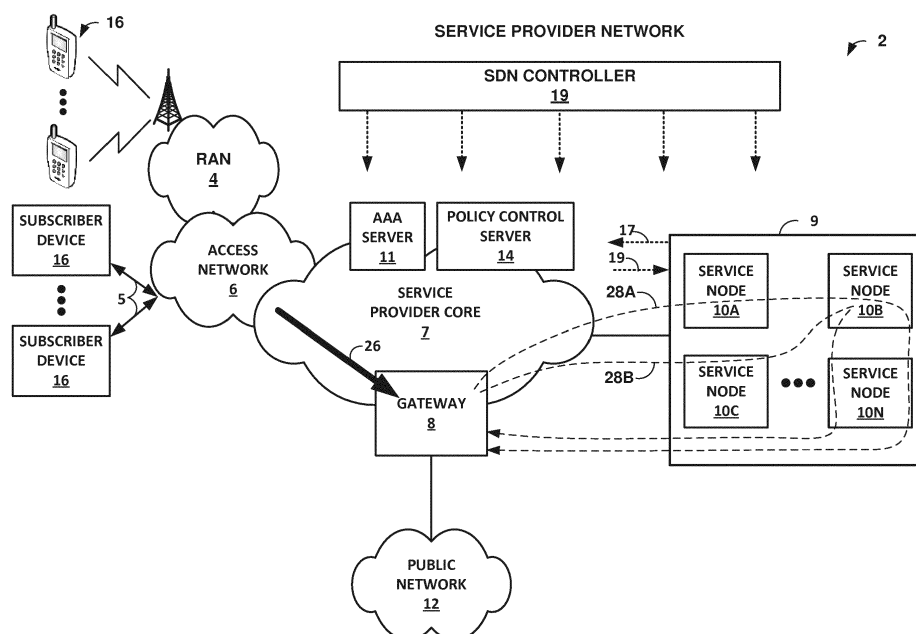 16
SERVICE PROVIDER NETWORK
2
SDN CONTROLLER
19
RAN
4
SUBSCRIBER
DEVICE
16
ACCESS
NETWORK
6
AAA
SERVER
11
POLICY CONTROL
SERVER
14
17
9
19
SERVICE
NODE
10A
SERVICE
NODE
10B
5
SERVICE
PROVIDER CORE
7
28A
SUBSCRIBER
DEVICE
16
26
28B
SERVICE
NODE
10C
SERVICE
NODE
10N
GATEWAY
8
PUBLIC
NETWORK
12